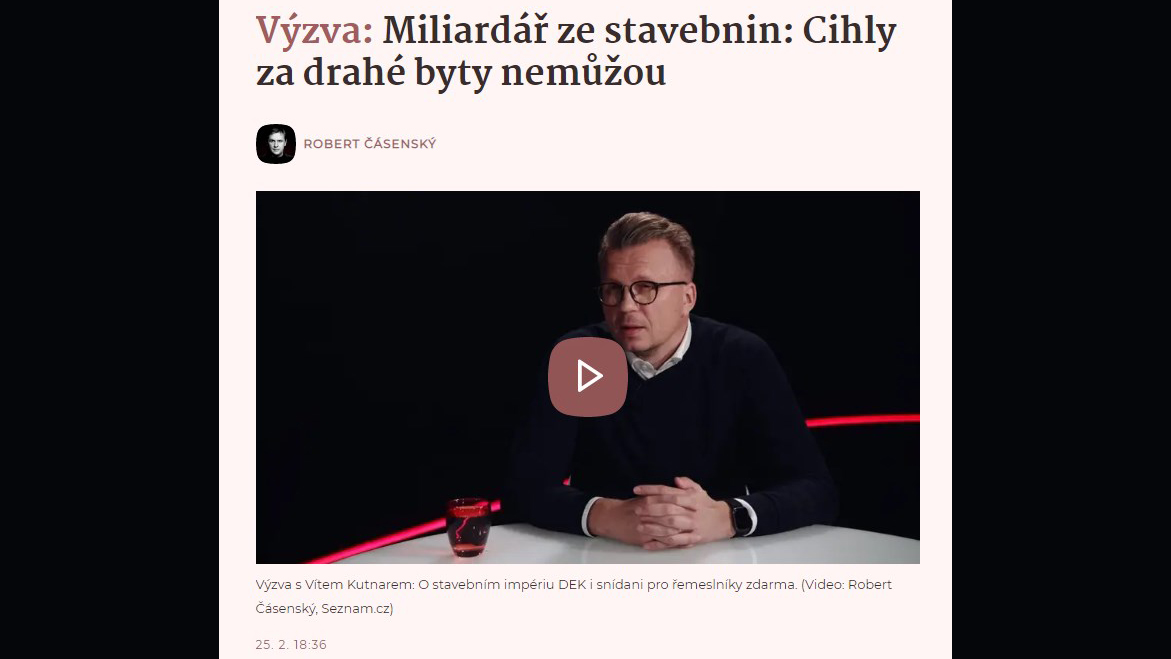 Výzva: Miliardář ze stavebnin: Cihly
za drahé byty nemůžou
ROBERT ČÁSENSKÝ
Výzva s Vítem Kutnarem: O stavebním impériu DEK i snídani pro řemeslníky zdarma. (Video: Robert
Čásenský, Seznam.cz)
25. 2. 18:36